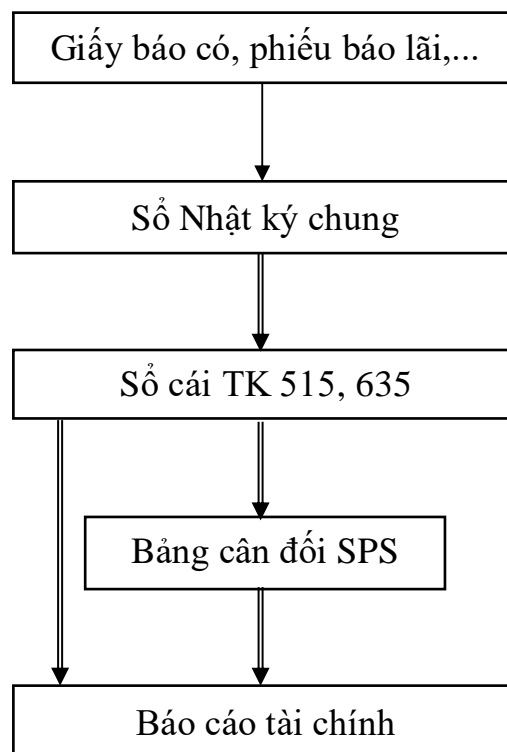 Giấy báo có, phiếu báo lãi,...
Sổ Nhật ký chung
Sổ cái TK 515, 635
Bảng cân đối SPS
Báo cáo tài chính